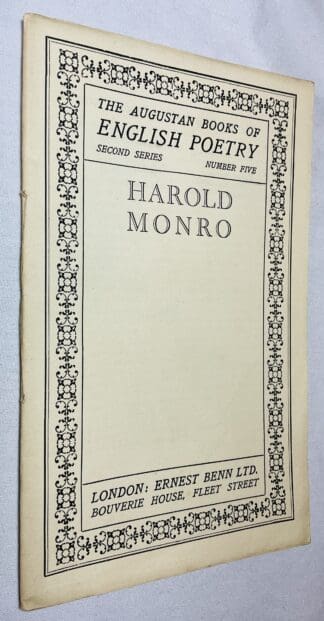 THE AUGUSTAN BOOKS OF
ENGLISH POETRY
SECOND SERIES NUMBER FIVE
HAROLD
MONRO
LONDON: ERNEST BENN LTD.
BOUVERIE HOUSE, FLEET STREET